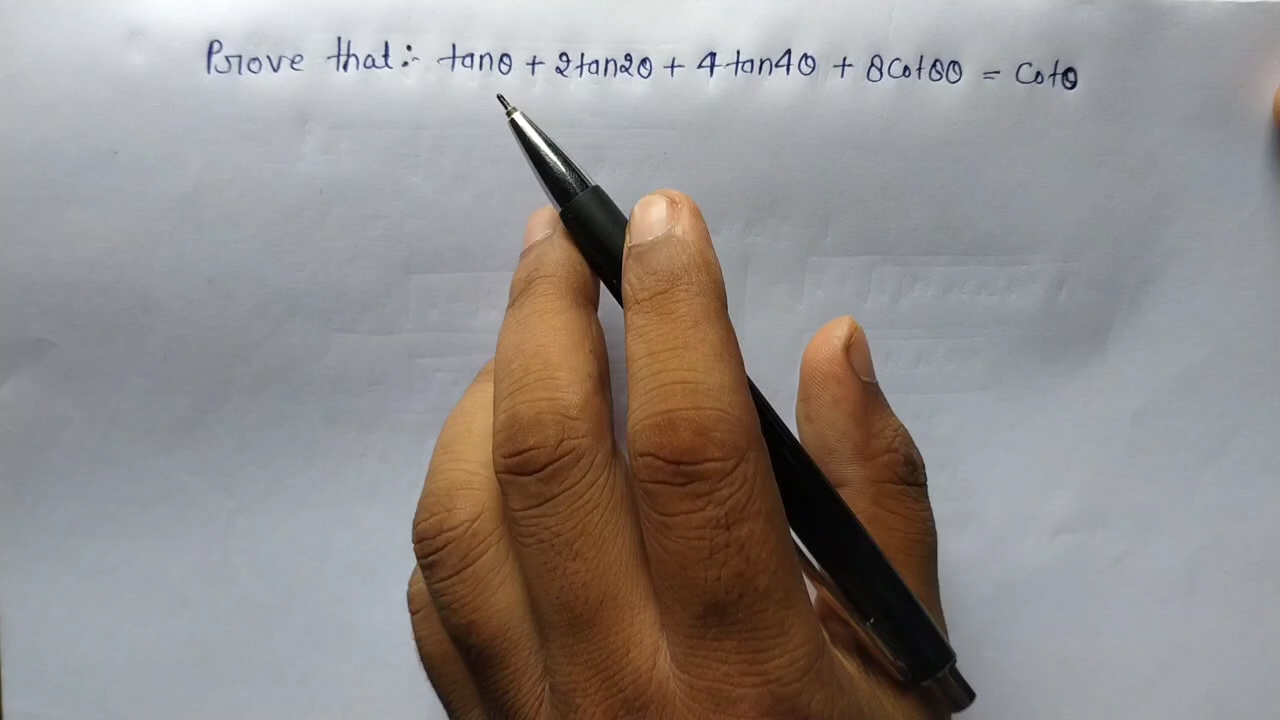 Prove that:- tanθ + 2tan2θ + 4tan4θ + 8cot8θ = cotθ